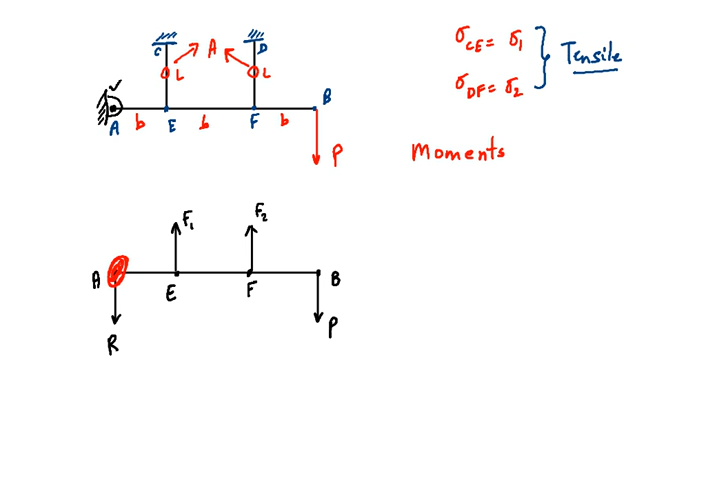 C A D
L L
A b E b F b B
P
σCE = σ1
σDF = σ2
Tensile
Moments
F1 F2
A E F B
R P